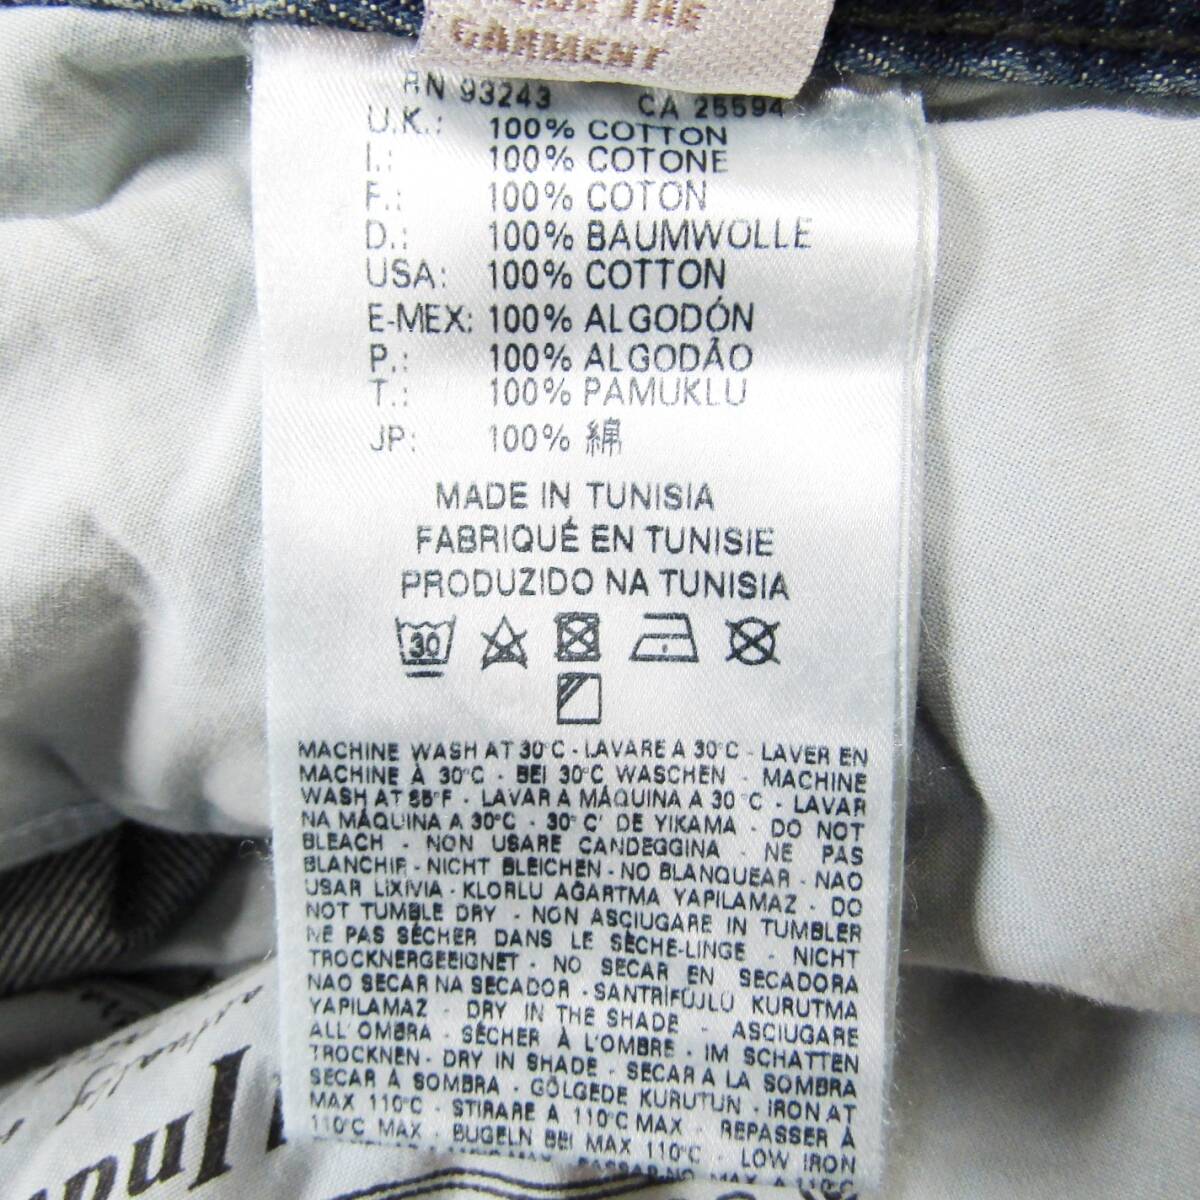 THE
GARMENT
RN 93243 CA 25594
U.K.: 100% COTTON
I.: 100% COTONE
F.: 100% COTON
D.: 100% BAUMWOLLE
USA: 100% COTTON
E-MEX: 100% ALGODÓN
P.: 100% ALGODÃO
T.: 100% PAMUKLU
JP: 100% 綿
MADE IN TUNISIA
FABRIQUÉ EN TUNISIE
PRODUZIDO NA TUNISIA
30
MACHINE WASH AT 30°C - LAVARE A 30°C - LAVER EN
MACHINE À 30°C - BEI 30°C WASCHEN - MACHINE
WASH AT 85°F - LAVAR A MÁQUINA A 30°C - LAVAR
NA MÁQUINA A 30°C - 30°C' DE YIKAMA - DO NOT
BLEACH - NON USARE CANDEGGINA - NE PAS
BLANCHIR - NICHT BLEICHEN - NO BLANQUEAR - NAO
USAR LIXÍVIA - KLORLU AĞARTMA YAPILAMAZ - DO
NOT TUMBLE DRY - NON ASCIUGARE IN TUMBLER
NE PAS SÉCHER DANS LE SÈCHE-LINGE - NICHT
TROCKNERGEEIGNET - NO SECAR EN SECADORA
NAO SECAR NA SECADOR - SANTRIFÜJLÜ KURUTMA
YAPILAMAZ - DRY IN THE SHADE - ASCIUGARE
ALL'OMBRA - SÉCHER À L'OMBRE - IM SCHATTEN
TROCKNEN - DRY IN SHADE - SECAR A LA SOMBRA
SECAR À SOMBRA - GÖLGEDE KURUTUN - IRON AT
MAX 110°C - STIRARE A 110°C MAX - REPASSER À
110°C MAX - BUGELN BEI MAX 110°C - LOW IRON
MAX A 110°C